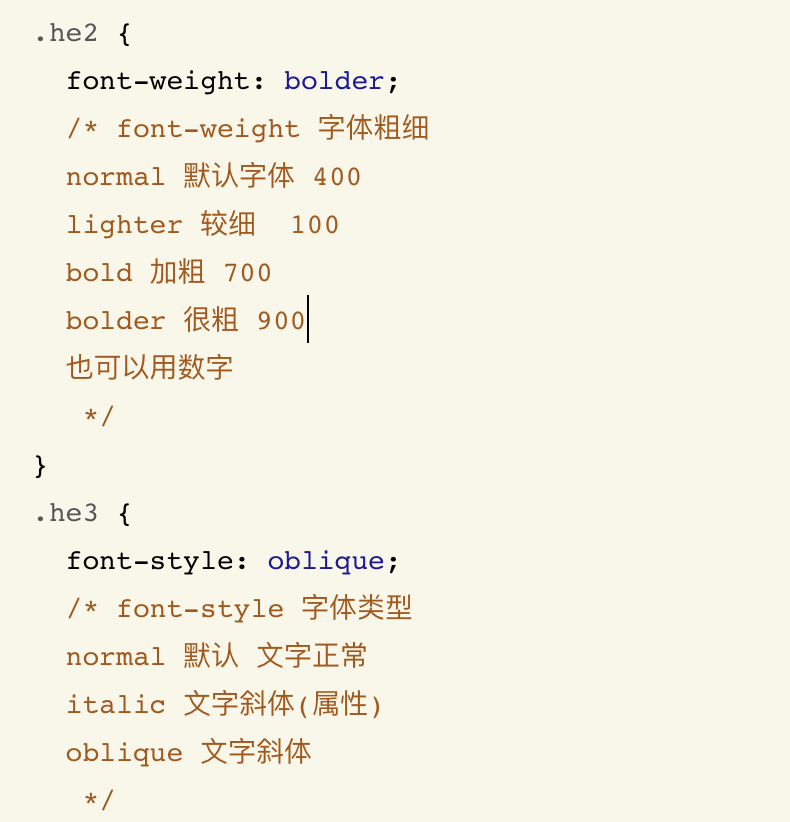 .he2 {
font-weight: bolder;
/* font-weight 字体粗细
normal 默认字体 400
lighter 较细  100
bold 加粗 700
bolder 很粗 900
也可以用数字
*/
}
.he3 {
font-style: oblique;
/* font-style 字体类型
normal 默认 文字正常
italic 文字斜体(属性)
oblique 文字斜体
*/